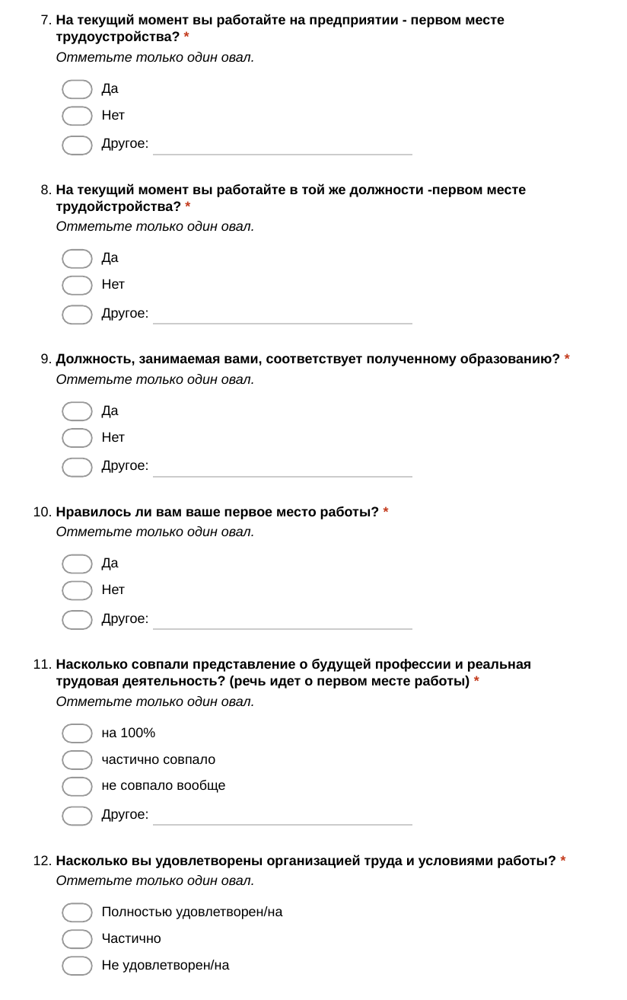 7. На текущий момент вы работайте на предприятии - первом месте
трудоустройства? *
Отметьте только один овал.
Да
Нет
Другое:
8. На текущий момент вы работайте в той же должности -первом месте
трудойстройства? *
Отметьте только один овал.
Да
Нет
Другое:
9. Должность, занимаемая вами, соответствует полученному образованию? *
Отметьте только один овал.
Да
Нет
Другое:
10. Нравилось ли вам ваше первое место работы? *
Отметьте только один овал.
Да
Нет
Другое:
11. Насколько совпали представление о будущей профессии и реальная
трудовая деятельность? (речь идет о первом месте работы) *
Отметьте только один овал.
на 100%
частично совпало
не совпало вообще
Другое:
12. Насколько вы удовлетворены организацией труда и условиями работы? *
Отметьте только один овал.
Полностью удовлетворен/на
Частично
Не удовлетворен/на